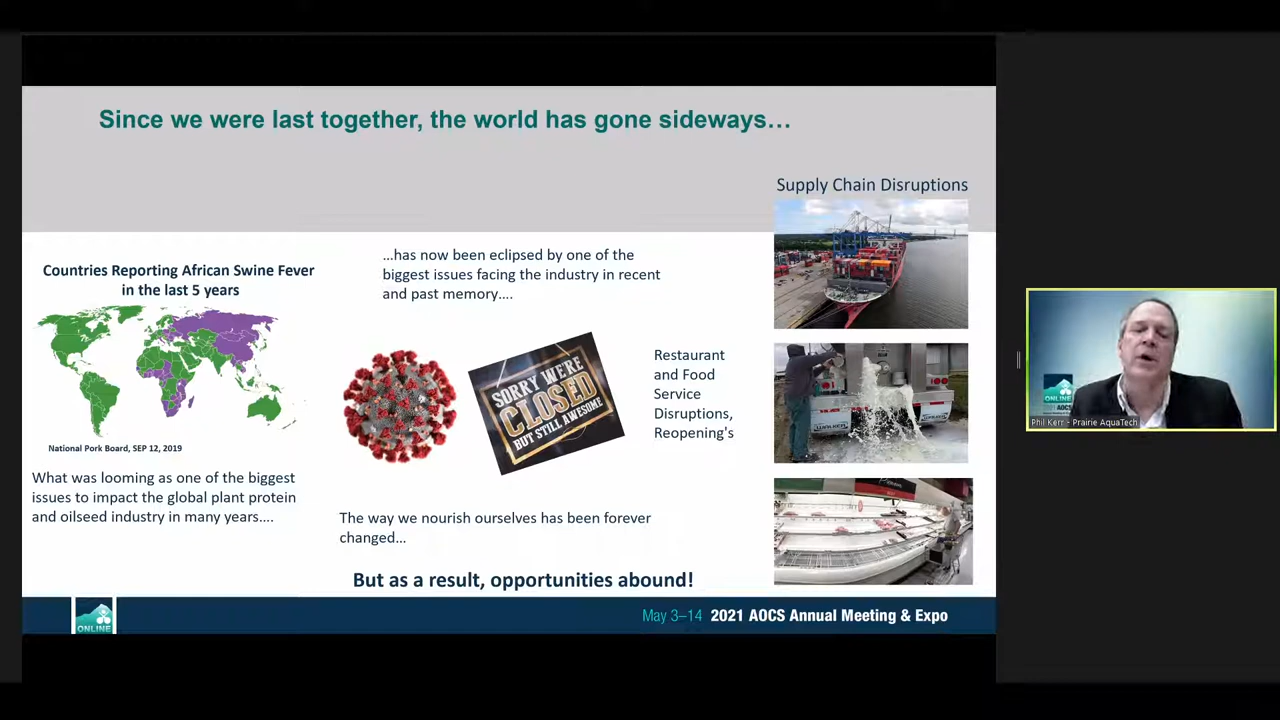 Since we were last together, the world has gone sideways…
Supply Chain Disruptions
Countries Reporting African Swine Fever
in the last 5 years
National Pork Board, SEP 12, 2019
What was looming as one of the biggest
issues to impact the global plant protein
and oilseed industry in many years….
…has now been eclipsed by one of the
biggest issues facing the industry in recent
and past memory….
SORRY WE'RE
CLOSED
BUT STILL AWESOME
Restaurant
and Food
Service
Disruptions,
Reopening's
WALKER
The way we nourish ourselves has been forever
changed…
But as a result, opportunities abound!
ONLINE
May 3–14 2021 AOCS Annual Meeting & Expo
ONLINE
AOCS
Phil Kerr - Prairie AquaTech